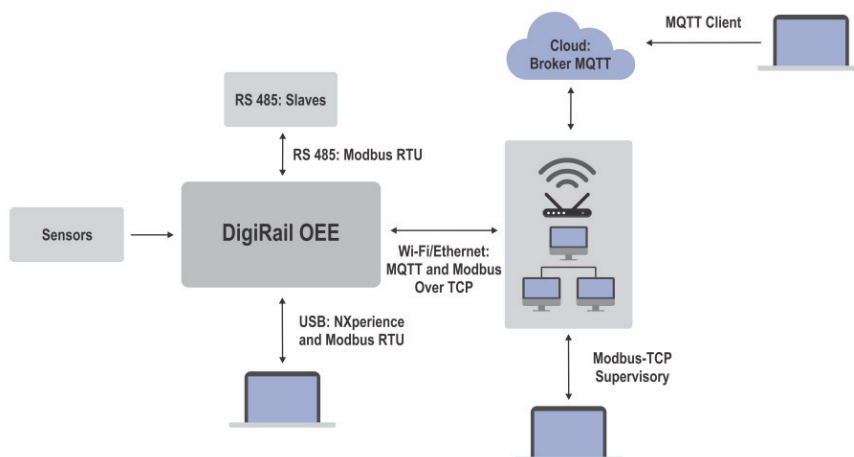 MQTT Client
Cloud:
Broker MQTT
RS 485: Slaves
RS 485: Modbus RTU
Sensors
DigiRail OEE
Wi-Fi/Ethernet:
MQTT and Modbus
Over TCP
USB: NXperience
and Modbus RTU
Modbus-TCP
Supervisory